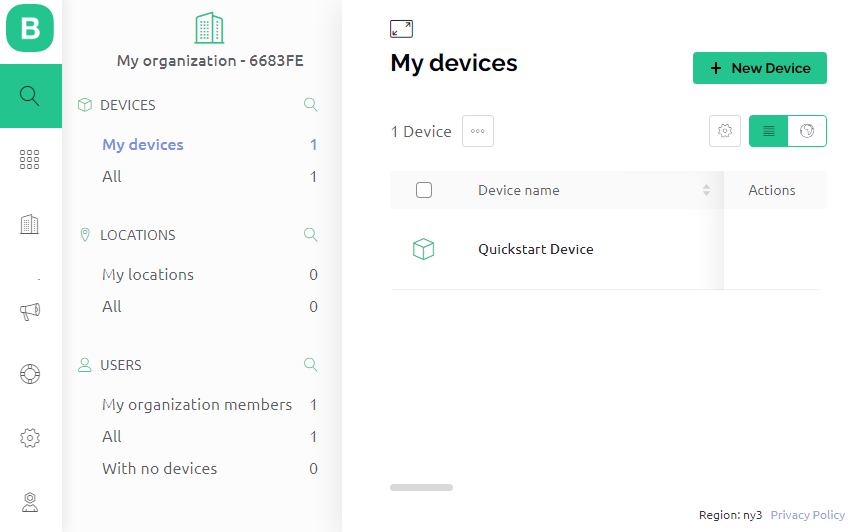 B
My organization - 6683FE
DEVICES
My devices 1
All 1
LOCATIONS
My locations 0
All 0
USERS
My organization members 1
All 1
With no devices 0
My devices
+ New Device
1 Device
Device name Actions
Quickstart Device
Region: ny3 Privacy Policy